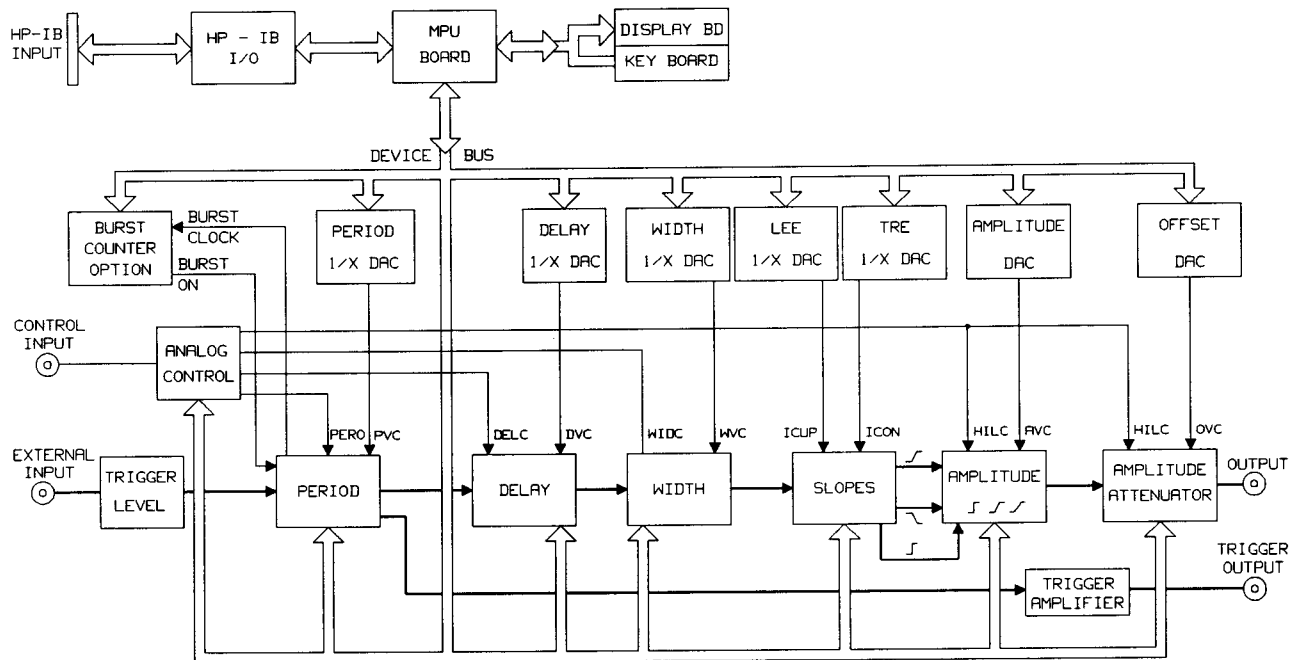 HP-IB
INPUT
HP - IB
I/O
MPU
BOARD
DISPLAY BD
KEY BOARD
DEVICE BUS
BURST
COUNTER
OPTION
BURST
CLOCK
BURST
ON
PERIOD
1/X DAC
DELAY
1/X DAC
WIDTH
1/X DAC
LEE
1/X DAC
TRE
1/X DAC
AMPLITUDE
DAC
OFFSET
DAC
CONTROL
INPUT
ANALOG
CONTROL
PERO
PVC
DELC
DVC
WIDC
WVC
ICUP
ICON
HILC
AVC
HILC
OVC
EXTERNAL
INPUT
TRIGGER
LEVEL
PERIOD
DELAY
WIDTH
SLOPES
AMPLITUDE
AMPLITUDE
ATTENUATOR
OUTPUT
TRIGGER
AMPLIFIER
TRIGGER
OUTPUT